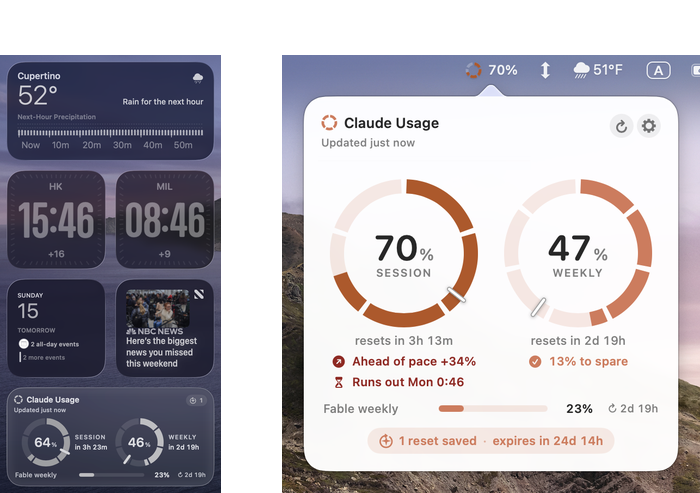 Cupertino
52°
Rain for the next hour
Next-Hour Precipitation
Now 10m 20m 30m 40m 50m
HK
15:46
+16
MIL
08:46
+9
SUNDAY
15
TOMORROW
2 all-day events
2 more events
NBC NEWS
Here's the biggest
news you missed
this weekend
Claude Usage
1
Updated just now
64%
SESSION
in 3h 23m
46%
WEEKLY
in 2d 19h
Fable weekly
23%
2d 19h
70%
51°F
A
Claude Usage
Updated just now
70%
SESSION
resets in 3h 13m
Ahead of pace +34%
Runs out Mon 0:46
47%
WEEKLY
resets in 2d 19h
13% to spare
Fable weekly
23%
2d 19h
1 reset saved · expires in 24d 14h